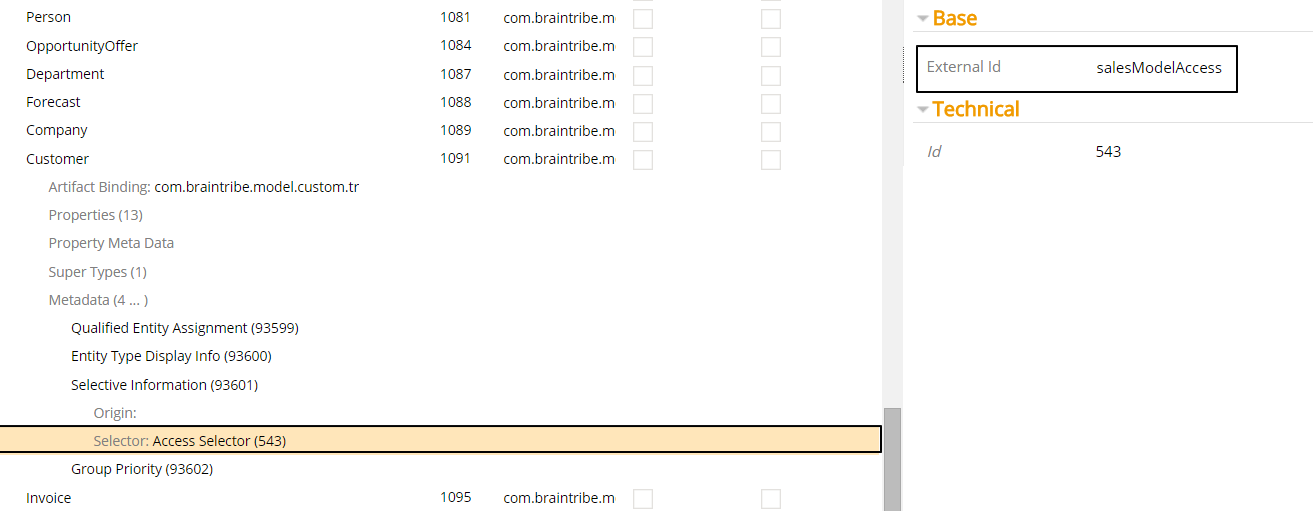 Person 1081 com.braintribe.m
OpportunityOffer 1084 com.braintribe.m
Department 1087 com.braintribe.m
Forecast 1088 com.braintribe.m
Company 1089 com.braintribe.m
Customer 1091 com.braintribe.m
Artifact Binding: com.braintribe.model.custom.tr
Properties (13)
Property Meta Data
Super Types (1)
Metadata (4 ... )
Qualified Entity Assignment (93599)
Entity Type Display Info (93600)
Selective Information (93601)
Origin:
Selector: Access Selector (543)
Group Priority (93602)
Invoice 1095 com.braintribe.m
Base
External Id salesModelAccess
Technical
Id 543